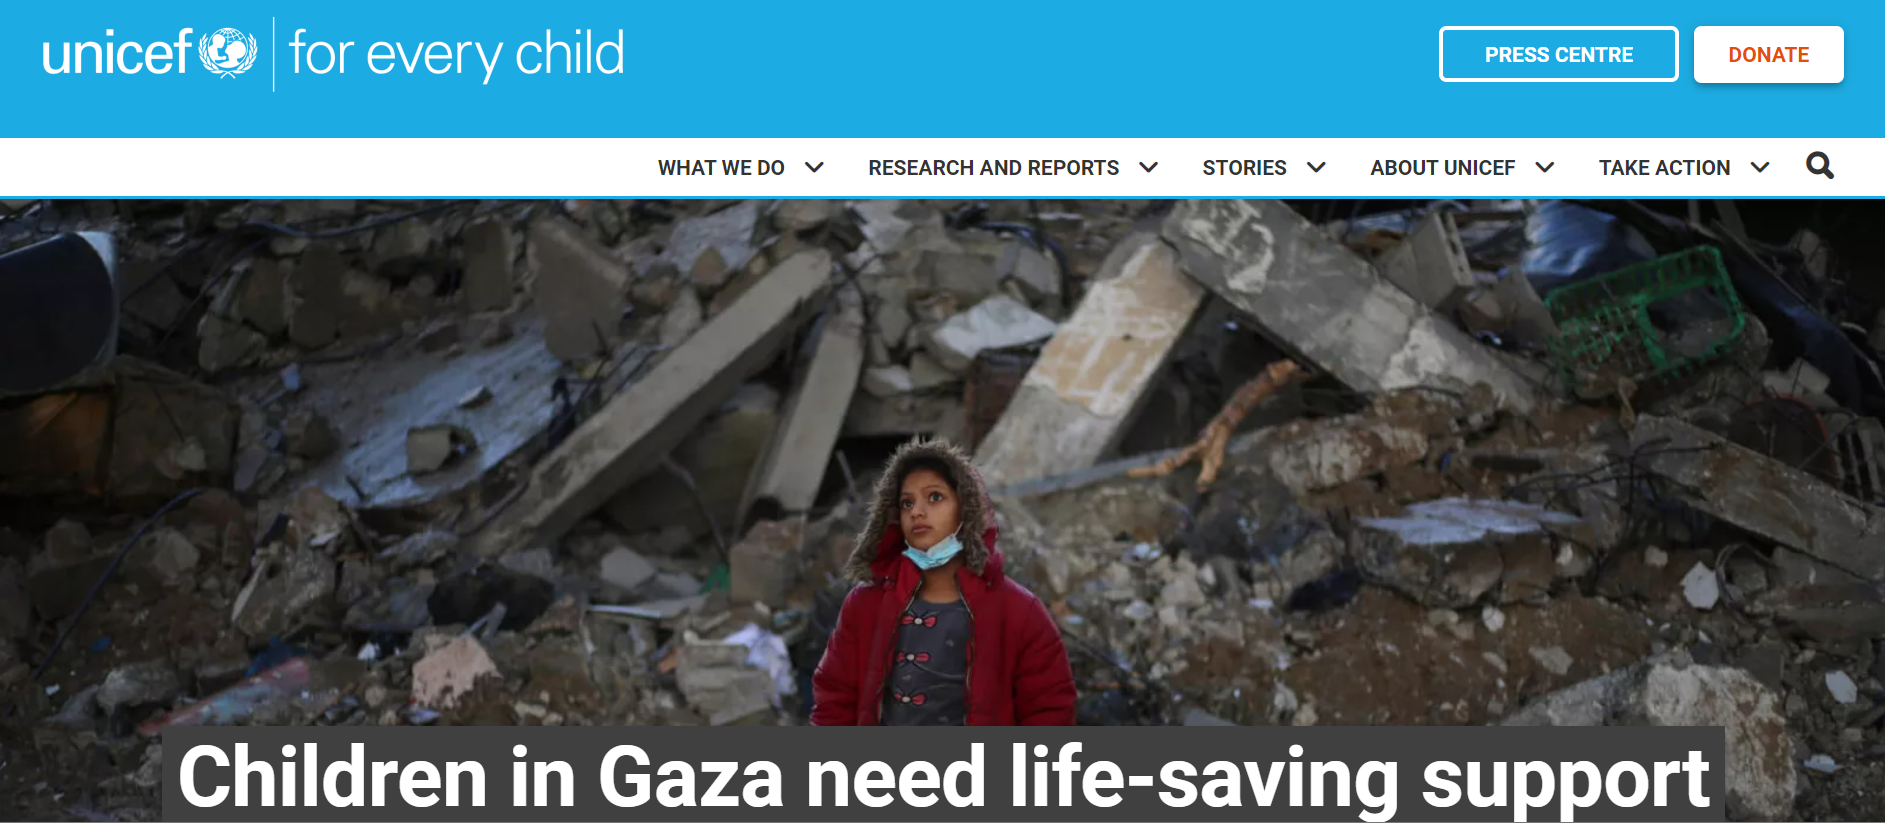 unicef for every child
PRESS CENTRE
DONATE
WHAT WE DO
RESEARCH AND REPORTS
STORIES
ABOUT UNICEF
TAKE ACTION
Children in Gaza need life-saving support